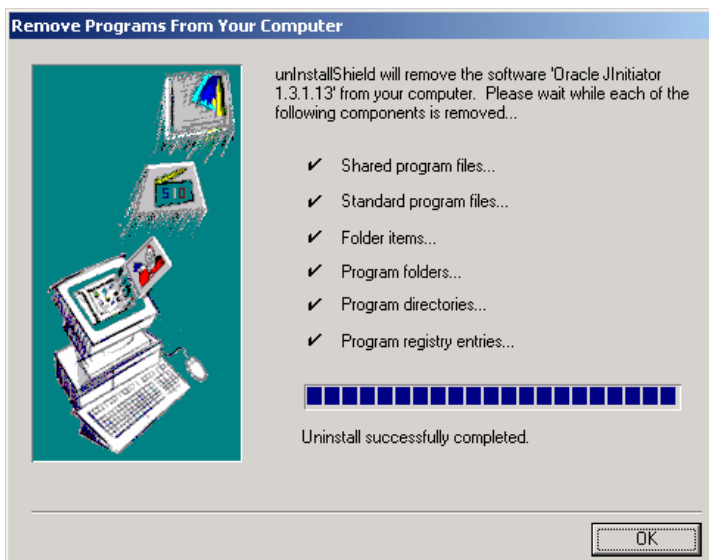 Remove Programs From Your Computer
unInstallShield will remove the software 'Oracle JInitiator
1.3.1.13' from your computer.  Please wait while each of the
following components is removed...
Shared program files...
Standard program files...
Folder items...
Program folders...
Program directories...
Program registry entries...
Uninstall successfully completed.
OK